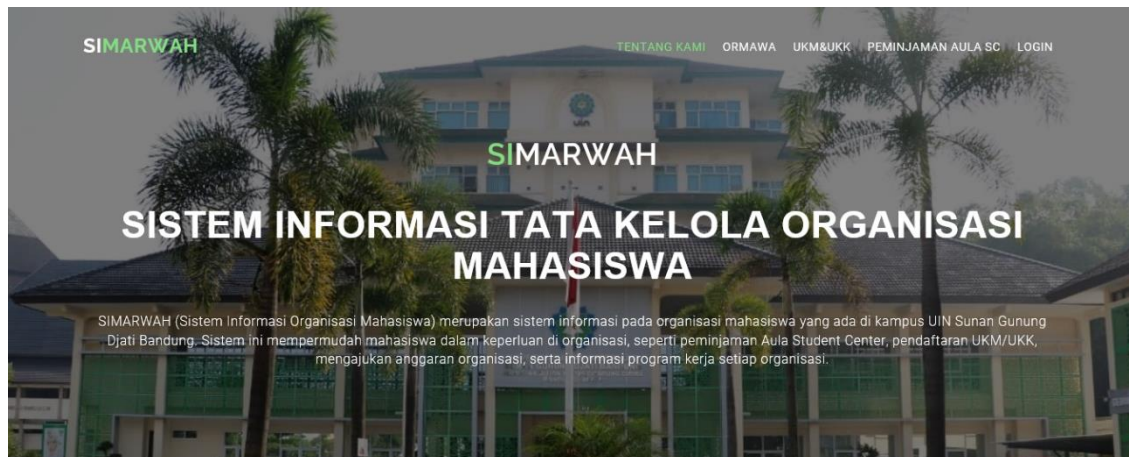 SIMARWAH
TENTANG KAMI ORMAWA UKM&UKK PEMINJAMAN AULA SC LOGIN
uin
SIMARWAH
SISTEM INFORMASI TATA KELOLA ORGANISASI
MAHASISWA
SIMARWAH (Sistem Informasi Organisasi Mahasiswa) merupakan sistem informasi pada organisasi mahasiswa yang ada di kampus UIN Sunan Gunung
Djati Bandung. Sistem ini mempermudah mahasiswa dalam keperluan di organisasi, seperti peminjaman Aula Student Center, pendaftaran UKM/UKK,
mengajukan anggaran organisasi, serta informasi program kerja setiap organisasi.